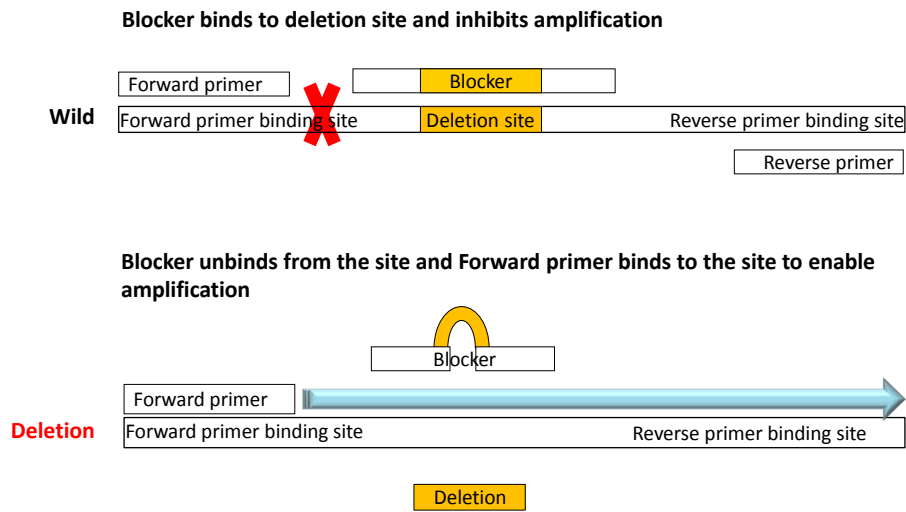 Blocker binds to deletion site and inhibits amplification
Forward primer
Blocker
Wild
Forward primer binding site
Deletion site
Reverse primer binding site
Reverse primer
Blocker unbinds from the site and Forward primer binds to the site to enable
amplification
Blocker
Forward primer
Deletion
Forward primer binding site
Reverse primer binding site
Deletion